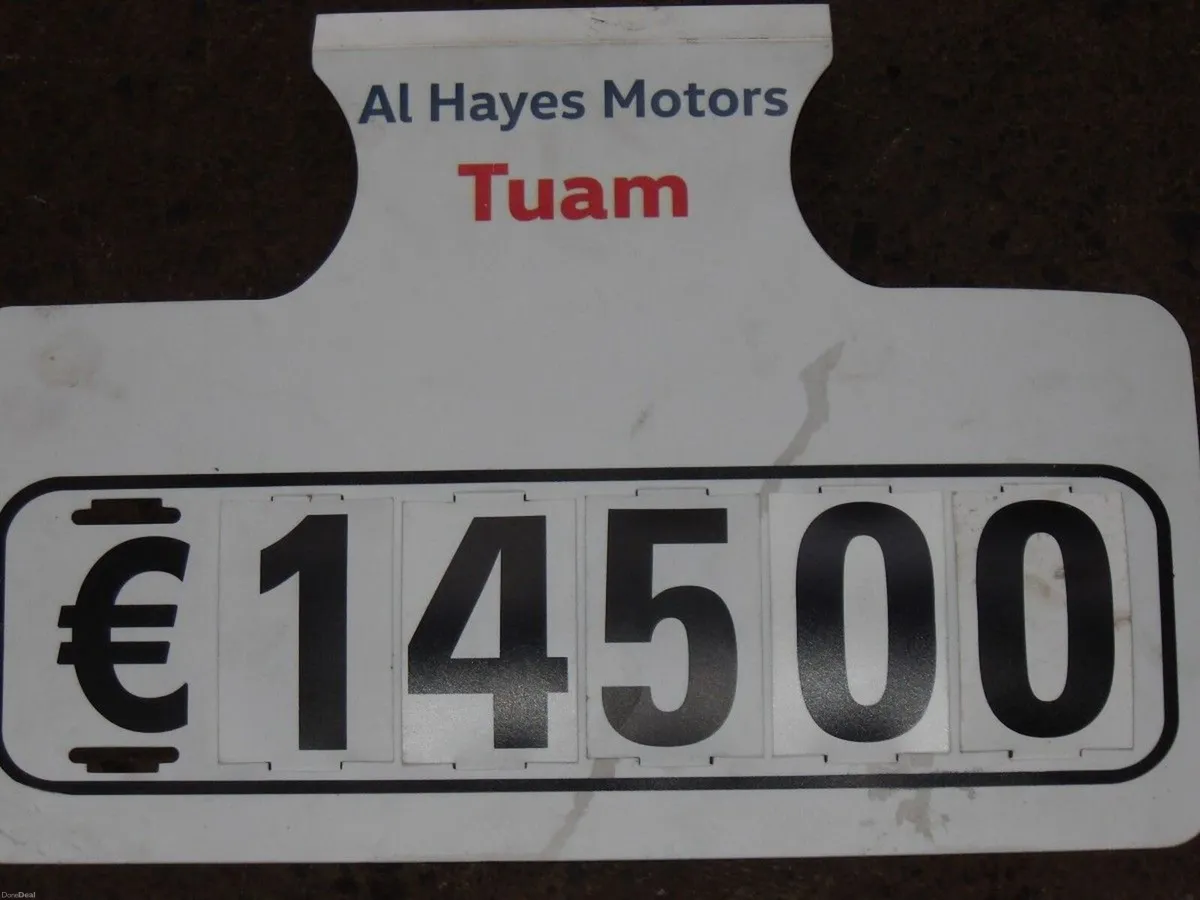 Al Hayes Motors
Tuam
€14500
DoneDeal